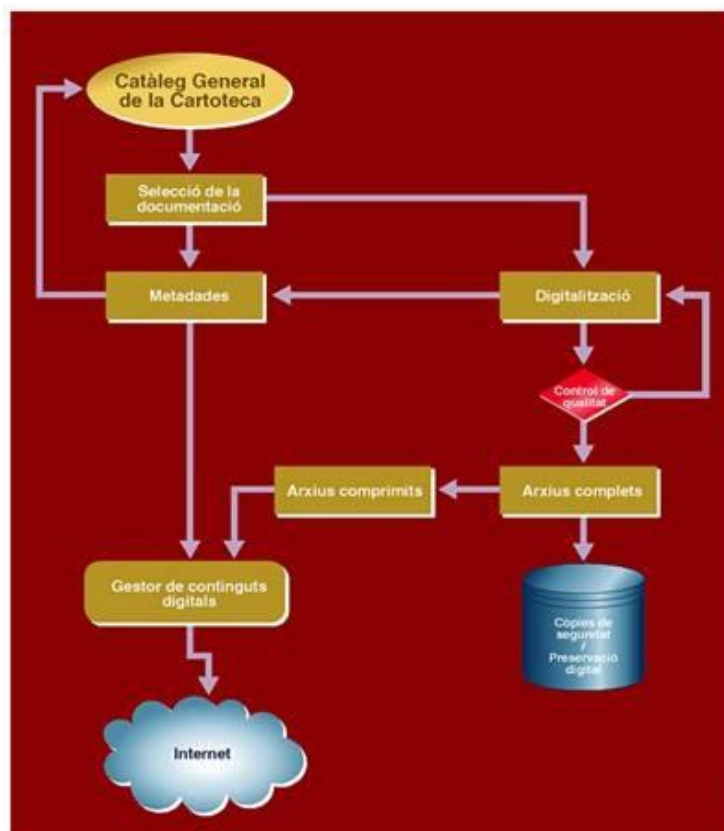 Catàleg General
de la Cartoteca
Selecció de la
documentació
Metadades
Digitalització
Control de
qualitat
Arxius comprimits
Arxius complets
Gestor de continguts
digitals
Còpies de
seguretat
/
Preservació
digital
Internet